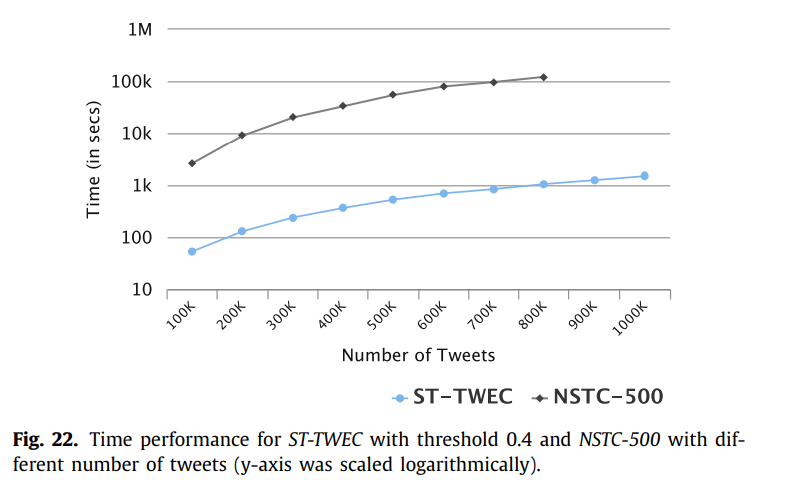 1M
100k
10k
1k
100
10
Time (in secs)
100K 200K 300K 400K 500K 600K 700K 800K 900K 1000K
Number of Tweets
ST-TWEC NSTC-500
Fig. 22. Time performance for ST-TWEC with threshold 0.4 and NSTC-500 with dif-
ferent number of tweets (y-axis was scaled logarithmically).